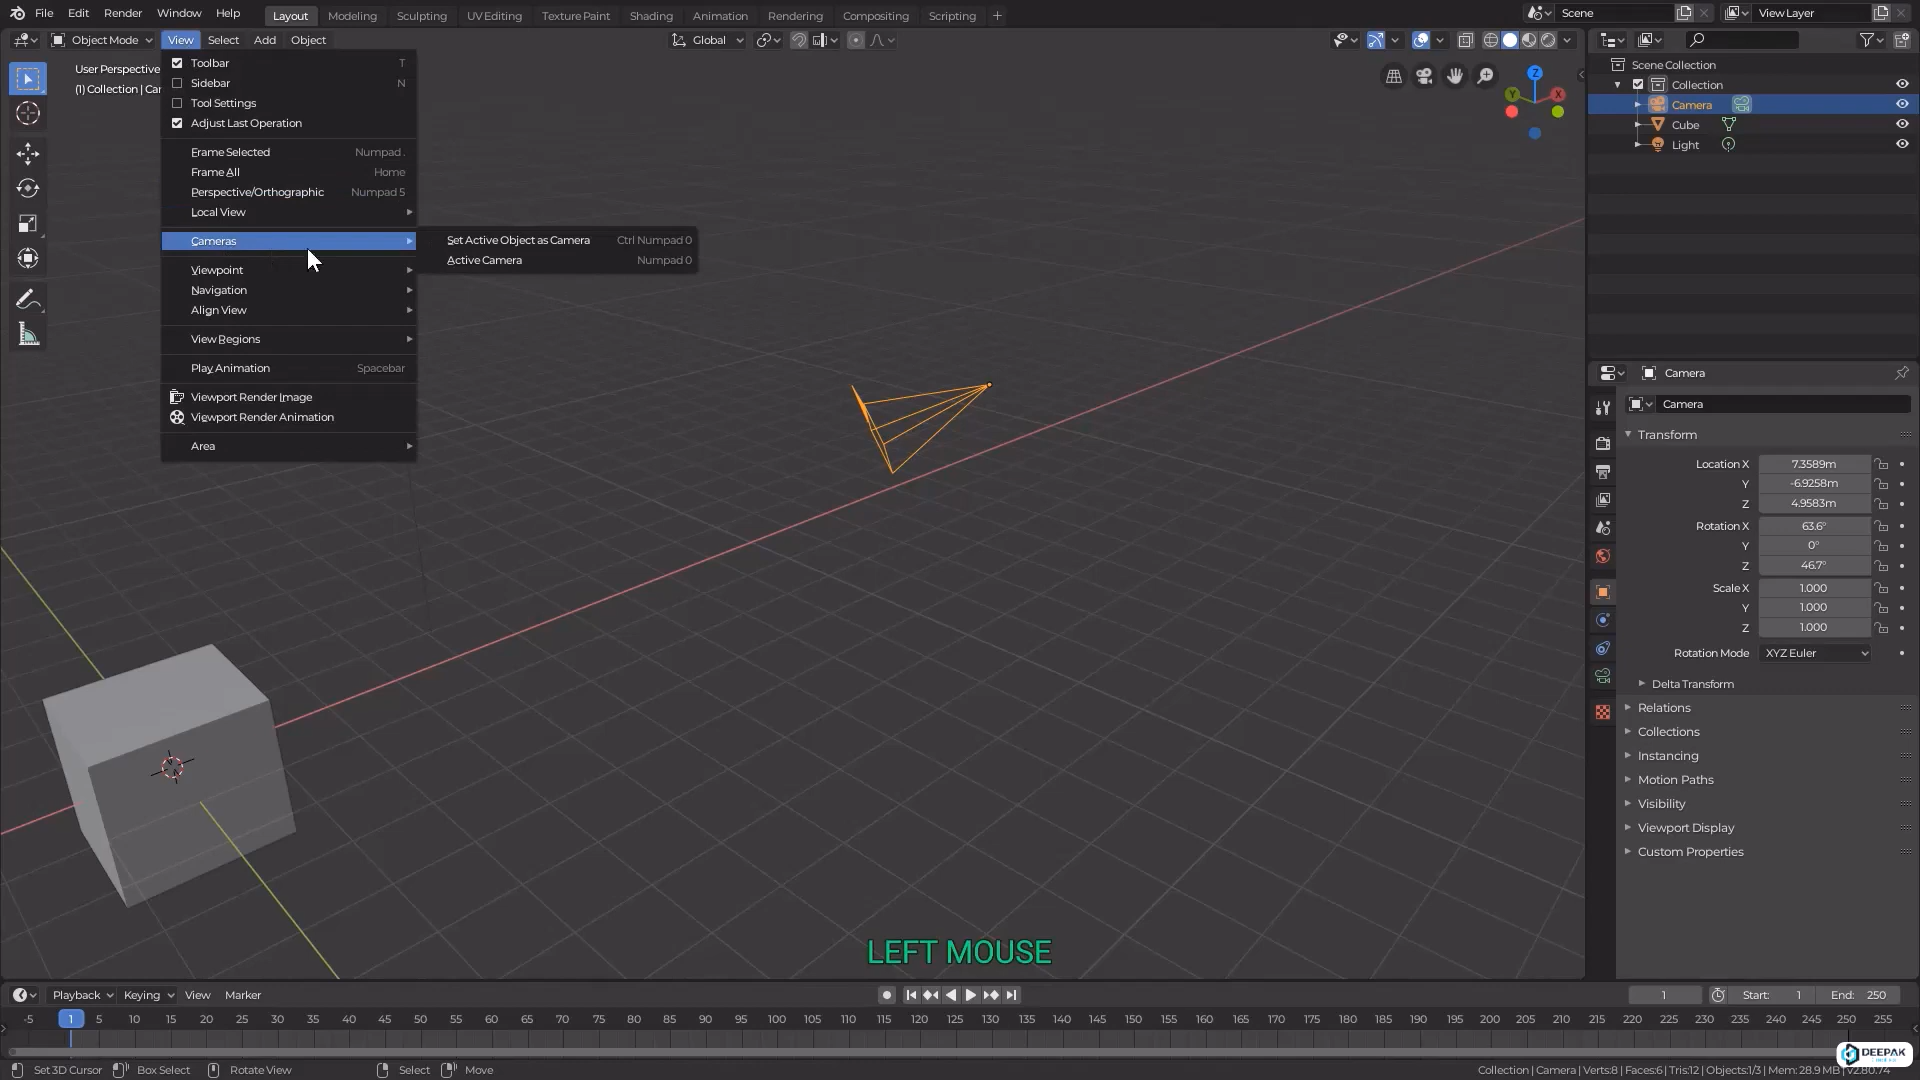 File Edit Render Window Help Layout Modeling Sculpting UV Editing Texture Paint Shading Animation Rendering Compositing Scripting + Scene View Layer
Object Mode View Select Add Object Global
Toolbar T
Sidebar N
Tool Settings
Adjust Last Operation
Frame Selected Numpad .
Frame All Home
Perspective/Orthographic Numpad 5
Local View
Cameras
Viewpoint
Navigation
Align View
View Regions
Play Animation Spacebar
Viewport Render Image
Viewport Render Animation
Area
Set Active Object as Camera Ctrl Numpad 0
Active Camera Numpad 0
User Perspective
(1) Collection | Car
Z
Y X
Scene Collection
Collection
Camera
Cube
Light
Camera
Camera
Transform
Location X 7.3589m
Y -6.9258m
Z 4.9583m
Rotation X 63.6°
Y 0°
Z 46.7°
Scale X 1.000
Y 1.000
Z 1.000
Rotation Mode XYZ Euler
Delta Transform
Relations
Collections
Instancing
Motion Paths
Visibility
Viewport Display
Custom Properties
LEFT MOUSE
Playback Keying View Marker 1 Start: 1 End: 250
-5 1 5 10 15 20 25 30 35 40 45 50 55 60 65 70 75 80 85 90 95 100 105 110 115 120 125 130 135 140 145 150 155 160 165 170 175 180 185 190 195 200 205 210 215 220 225 230 235 240 245 250 255
DEEPAK
Set 3D Cursor Box Select Rotate View Select Move Collection | Camera | Verts:8 | Faces:6 | Tris:12 | Objects:1/3 | Mem: 28.9 MB | v2.80.74